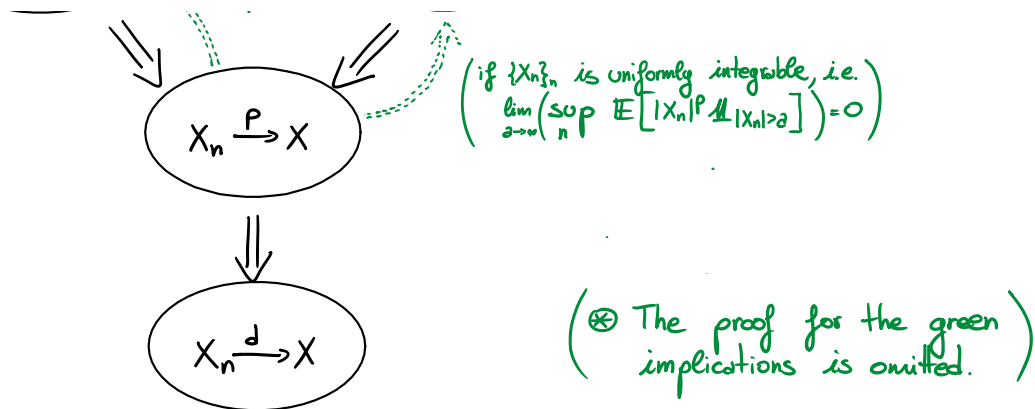 (if {Xn}n is uniformly integrable, i.e.
lim a→∞ (sup n 𝔼[|Xn|^p 𝟙|Xn|>a]) = 0)
Xn —P→ X
Xn —d→ X
(⊛ The proof for the green
implications is omitted.)